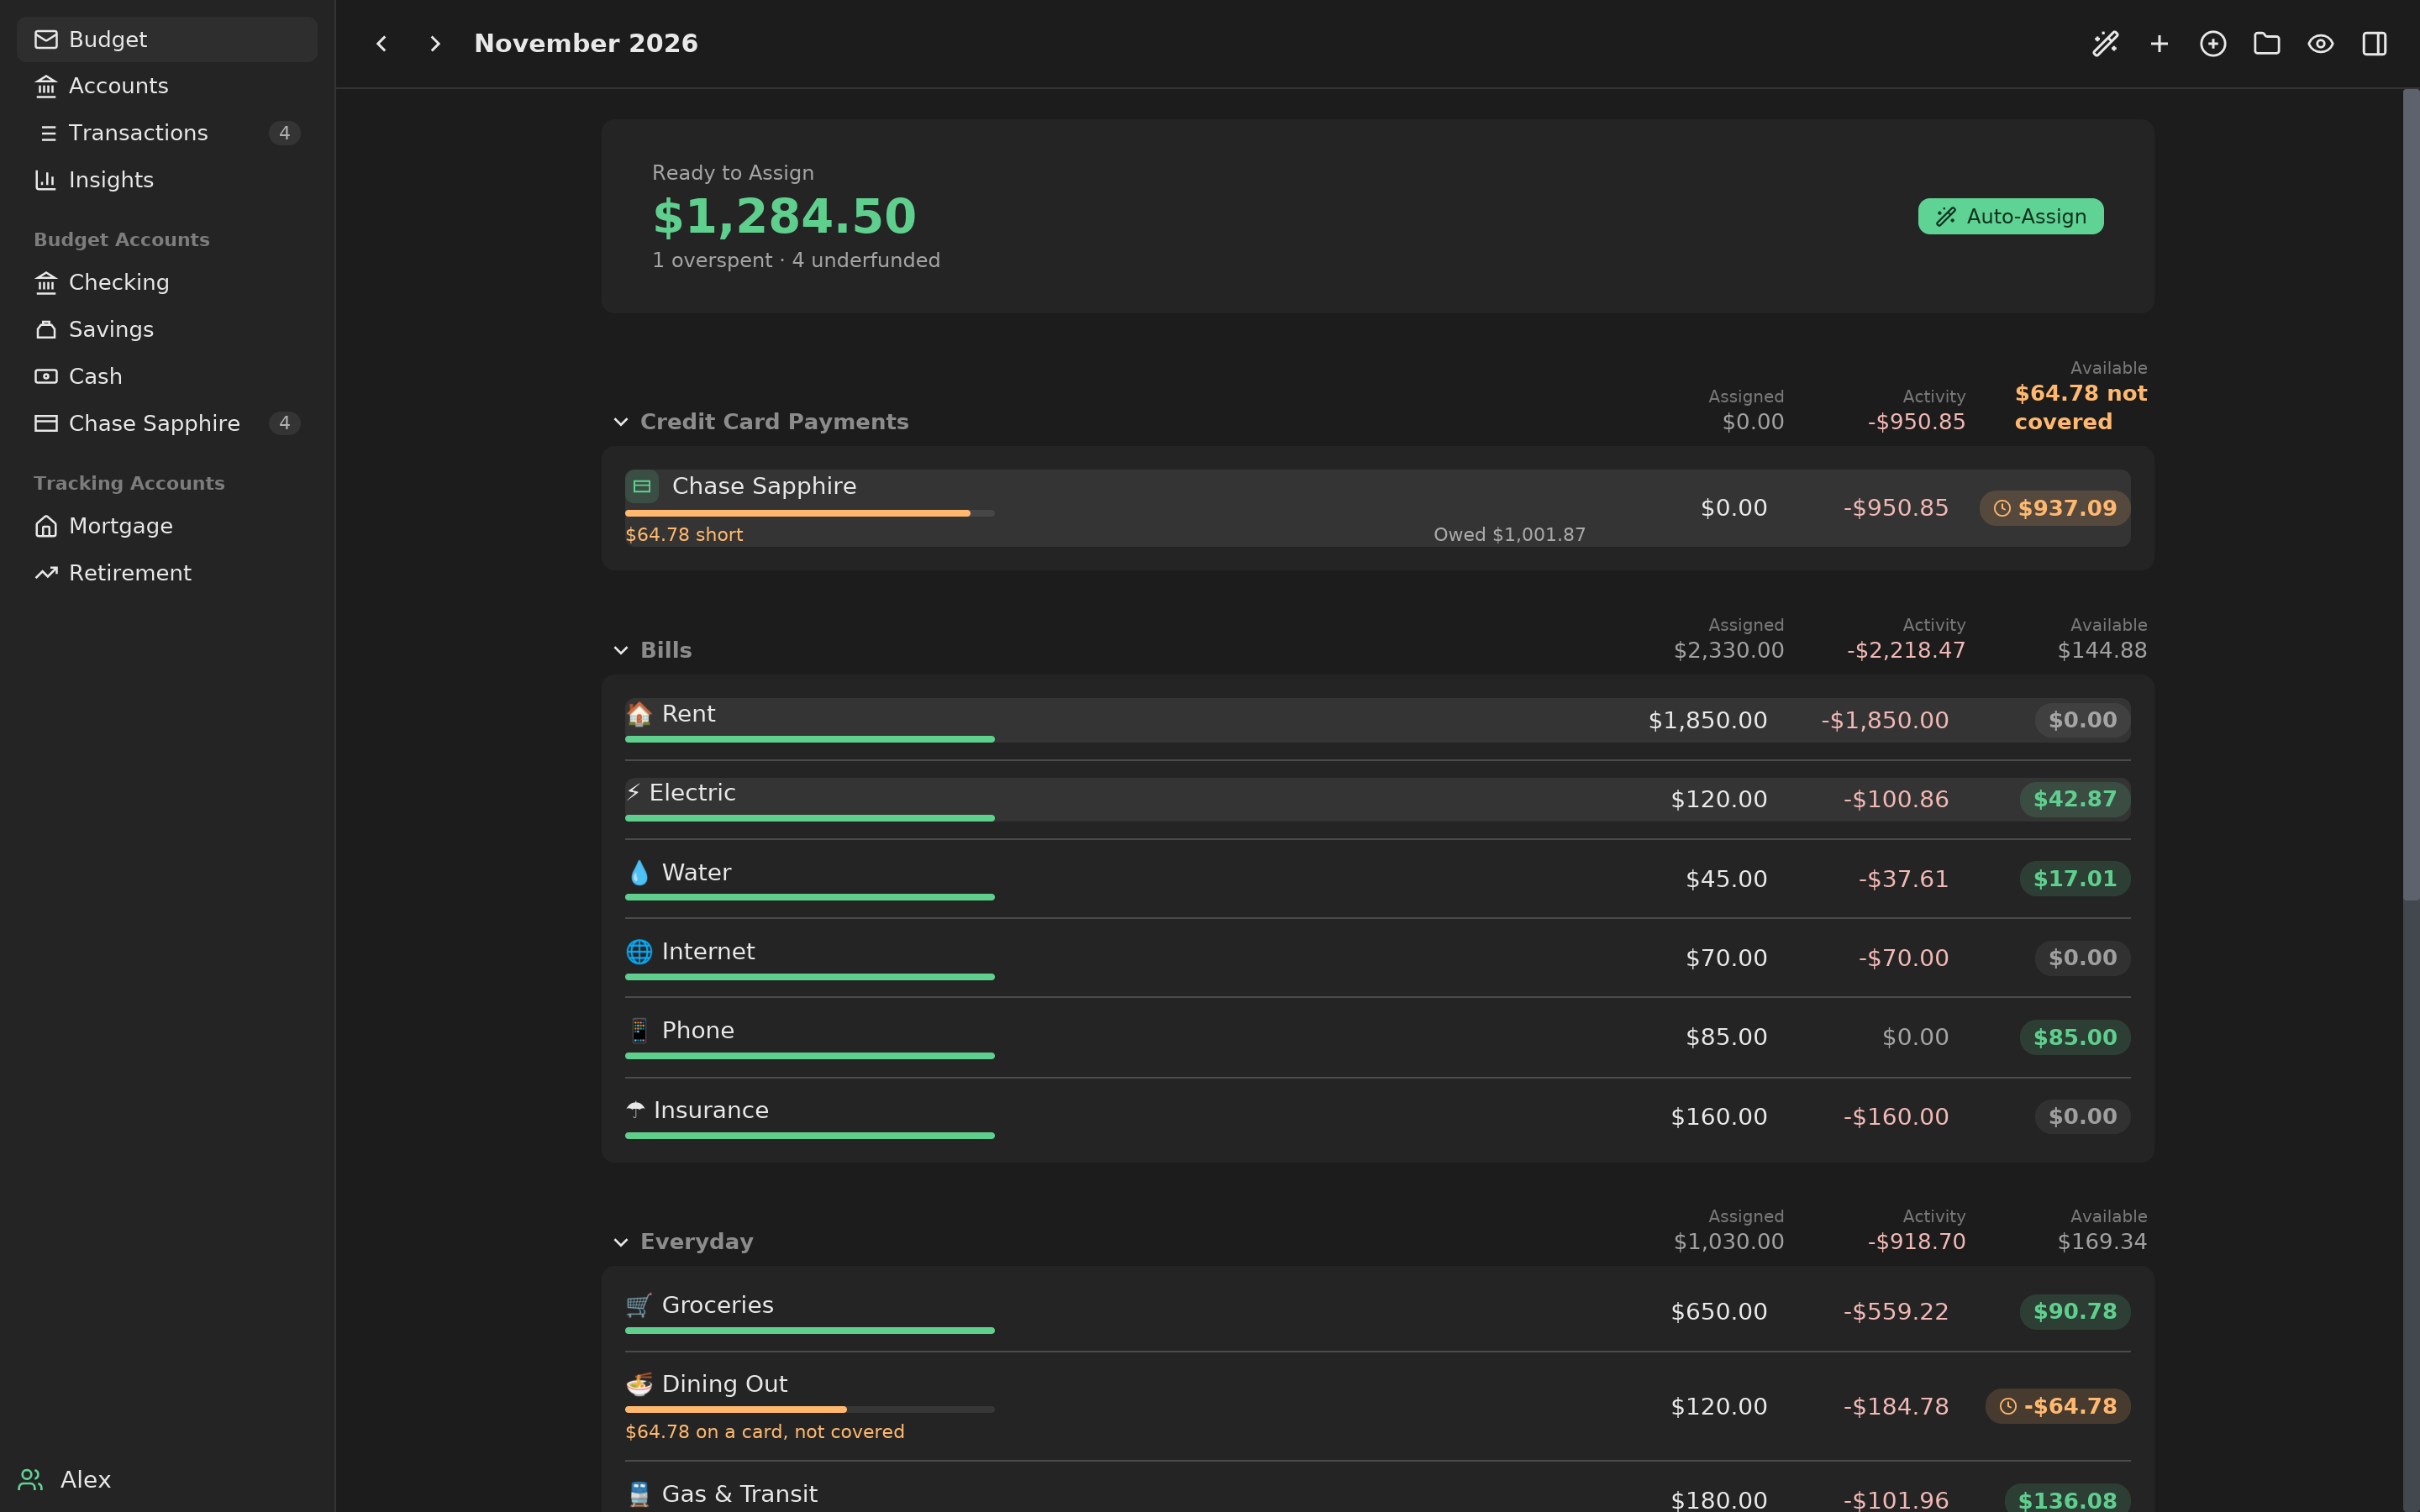 Budget
Accounts
Transactions 4
Insights
Budget Accounts
Checking
Savings
Cash
Chase Sapphire 4
Tracking Accounts
Mortgage
Retirement
Alex
November 2026
Ready to Assign
$1,284.50
1 overspent · 4 underfunded
Auto-Assign
Credit Card Payments
Assigned
$0.00
Activity
-$950.85
Available
$64.78 not
covered
Chase Sapphire
$0.00 -$950.85 $937.09
$64.78 short Owed $1,001.87
Bills
Assigned
$2,330.00
Activity
-$2,218.47
Available
$144.88
Rent $1,850.00 -$1,850.00 $0.00
Electric $120.00 -$100.86 $42.87
Water $45.00 -$37.61 $17.01
Internet $70.00 -$70.00 $0.00
Phone $85.00 $0.00 $85.00
Insurance $160.00 -$160.00 $0.00
Everyday
Assigned
$1,030.00
Activity
-$918.70
Available
$169.34
Groceries $650.00 -$559.22 $90.78
Dining Out $120.00 -$184.78 -$64.78
$64.78 on a card, not covered
Gas & Transit $180.00 -$101.96 $136.08